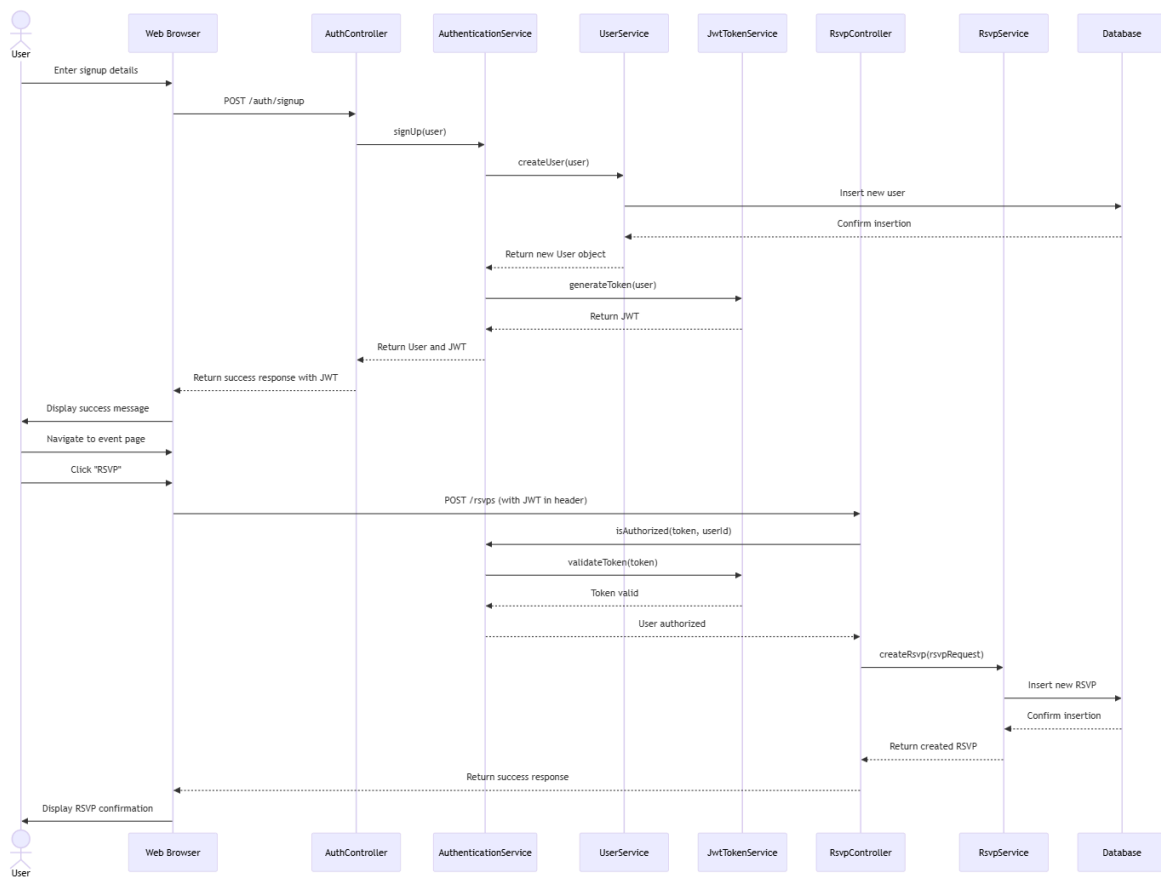 User
Web Browser
AuthController
AuthenticationService
UserService
JwtTokenService
RsvpController
RsvpService
Database
Enter signup details
POST /auth/signup
signUp(user)
createUser(user)
Insert new user
Confirm insertion
Return new User object
generateToken(user)
Return JWT
Return User and JWT
Return success response with JWT
Display success message
Navigate to event page
Click "RSVP"
POST /rsvps (with JWT in header)
isAuthorized(token, userId)
validateToken(token)
Token valid
User authorized
createRsvp(rsvpRequest)
Insert new RSVP
Confirm insertion
Return created RSVP
Return success response
Display RSVP confirmation
User
Web Browser
AuthController
AuthenticationService
UserService
JwtTokenService
RsvpController
RsvpService
Database